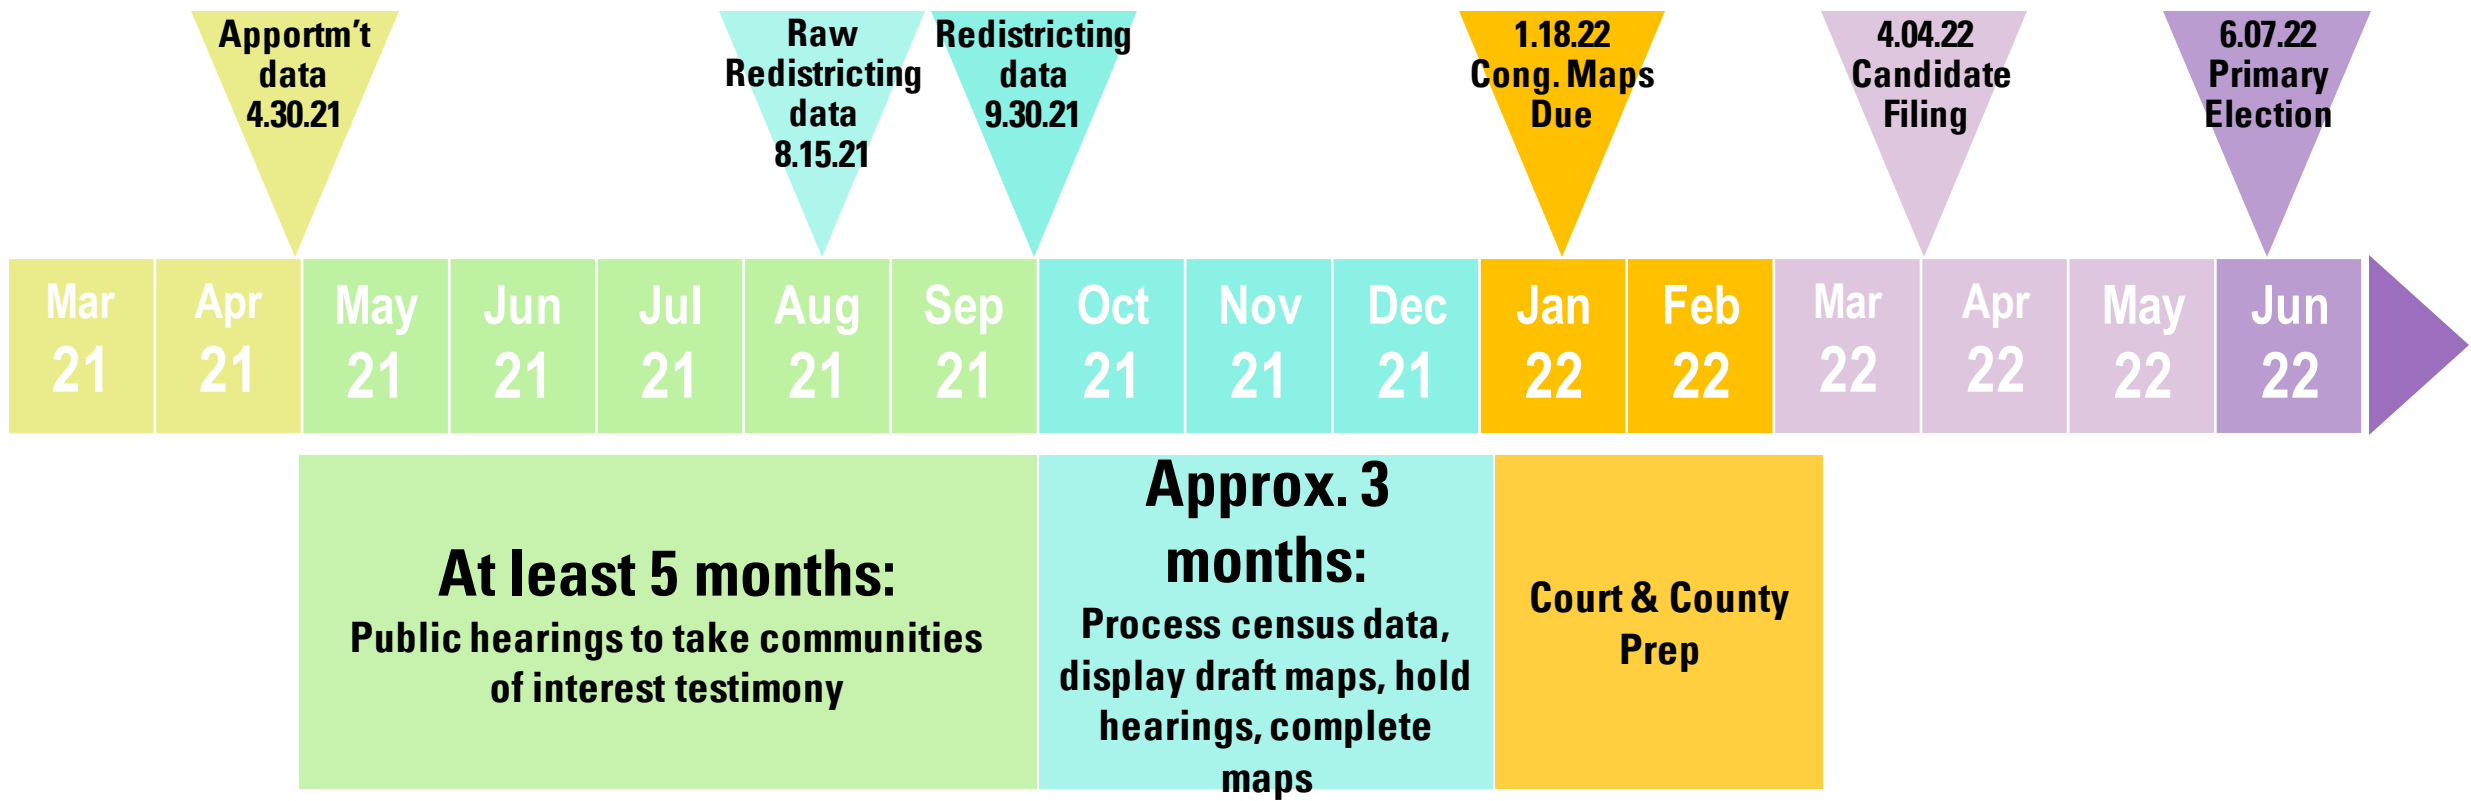 Apportm't
data
4.30.21
Raw
Redistricting
data
8.15.21
Redistricting
data
9.30.21
1.18.22
Cong. Maps
Due
4.04.22
Candidate
Filing
6.07.22
Primary
Election
Mar
21
Apr
21
May
21
Jun
21
Jul
21
Aug
21
Sep
21
Oct
21
Nov
21
Dec
21
Jan
22
Feb
22
Mar
22
Apr
22
May
22
Jun
22
At least 5 months:
Public hearings to take communities
of interest testimony
Approx. 3
months:
Process census data,
display draft maps, hold
hearings, complete
maps
Court & County
Prep